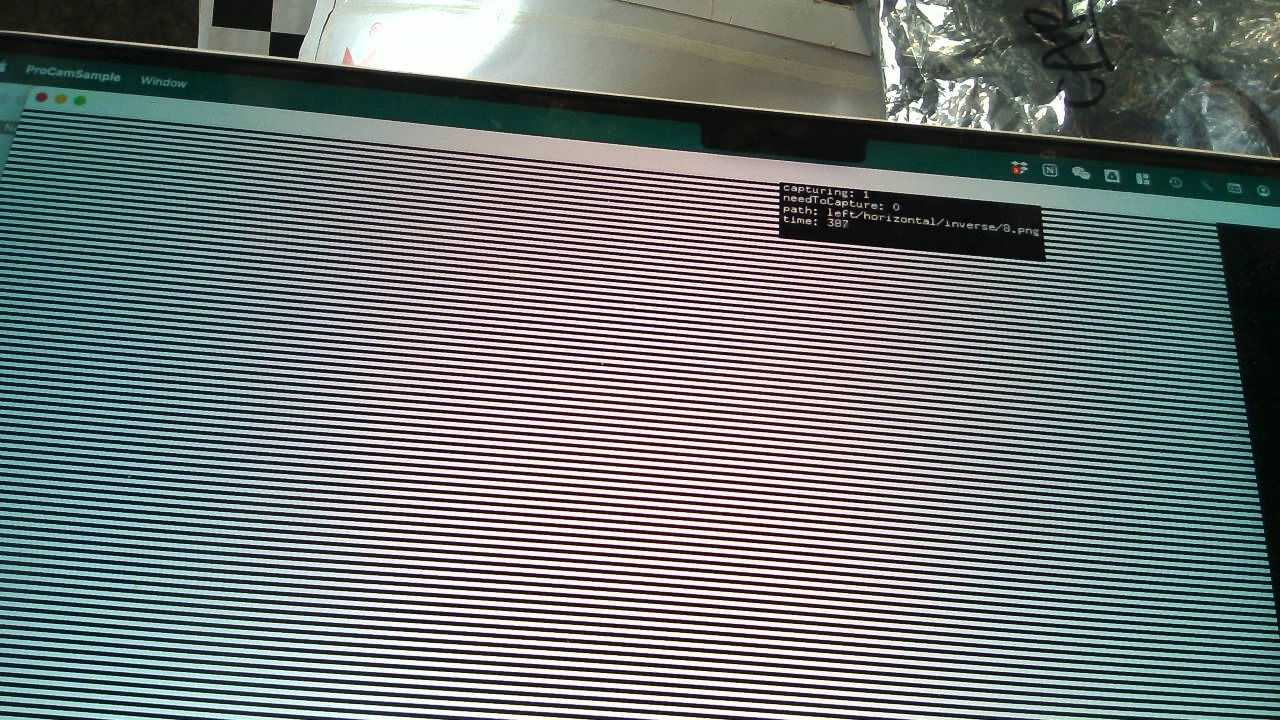 ProCamSample Window
capturing: 1
needToCapture: 0
path: left/horizontal/inverse/8.png
time: 387